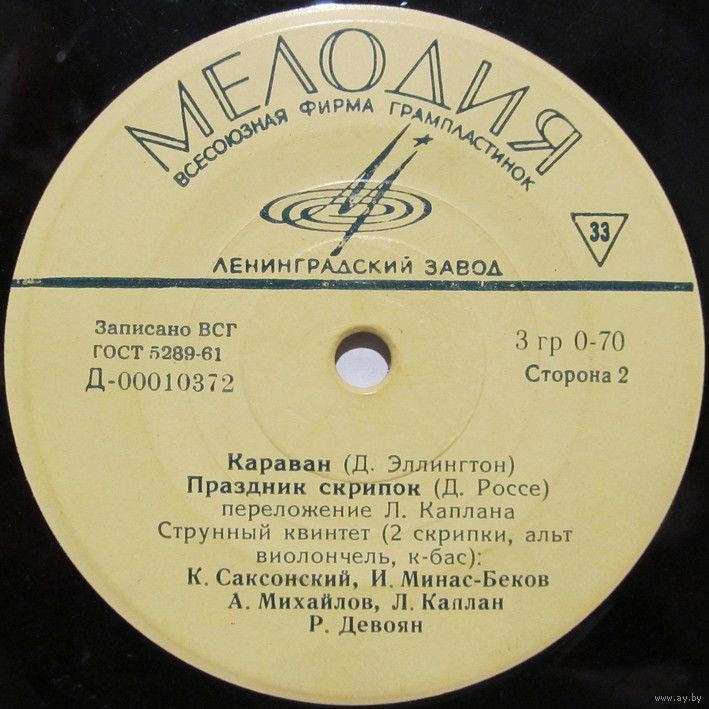 МЕЛОДИЯ
ВСЕСОЮЗНАЯ ФИРМА ГРАМПЛАСТИНОК
33
ЛЕНИНГРАДСКИЙ ЗАВОД
Записано ВСГ
ГОСТ 5289-61
Д-00010372
3 гр 0-70
Сторона 2
Караван (Д. Эллингтон)
Праздник скрипок (Д. Россе)
переложение Л. Каплана
Струнный квинтет (2 скрипки, альт
виолончель, к-бас):
К. Саксонский, И. Минас-Беков
А. Михайлов, Л. Каплан
Р. Девоян
www.ay.by